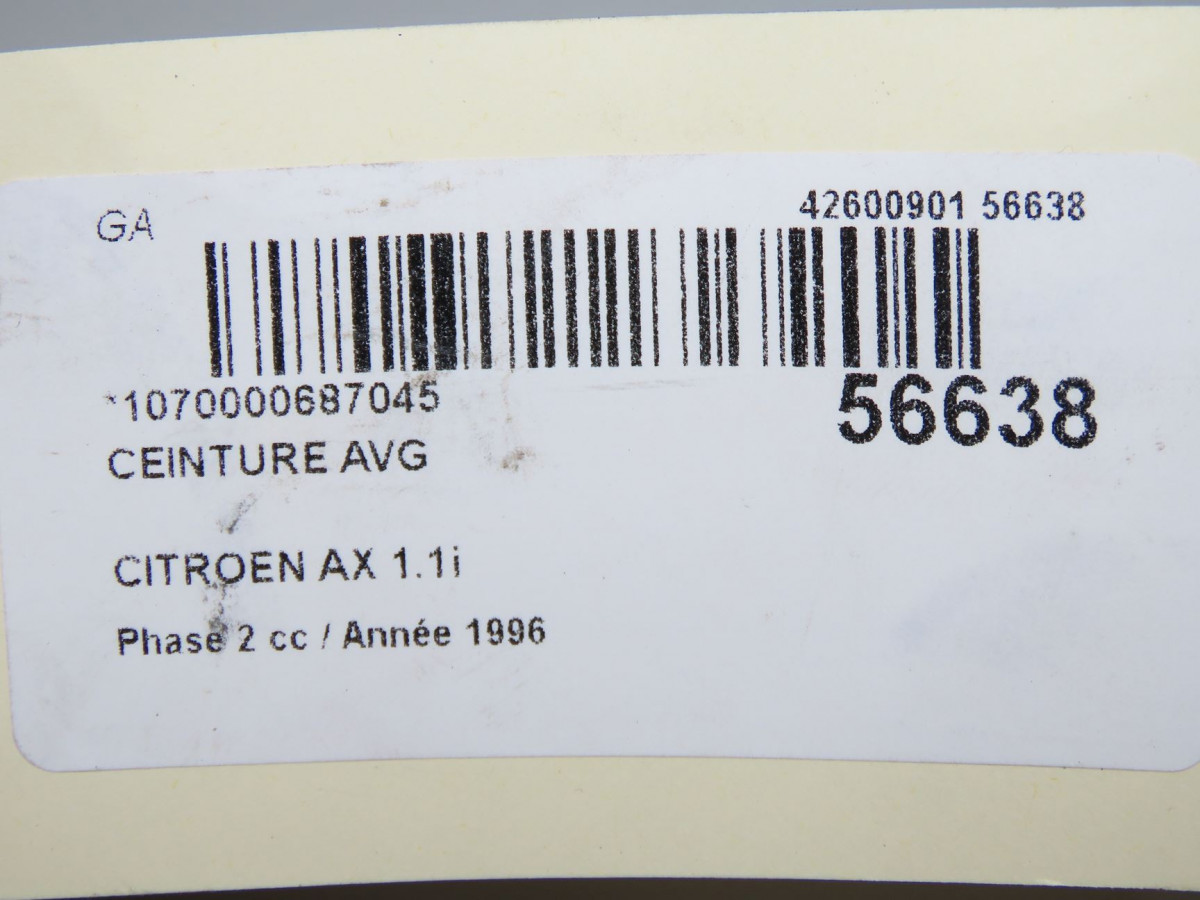 GA
42600901 56638
*1070000687045
56638
CEINTURE AVG
CITROEN AX 1.1i
Phase 2 cc / Année 1996